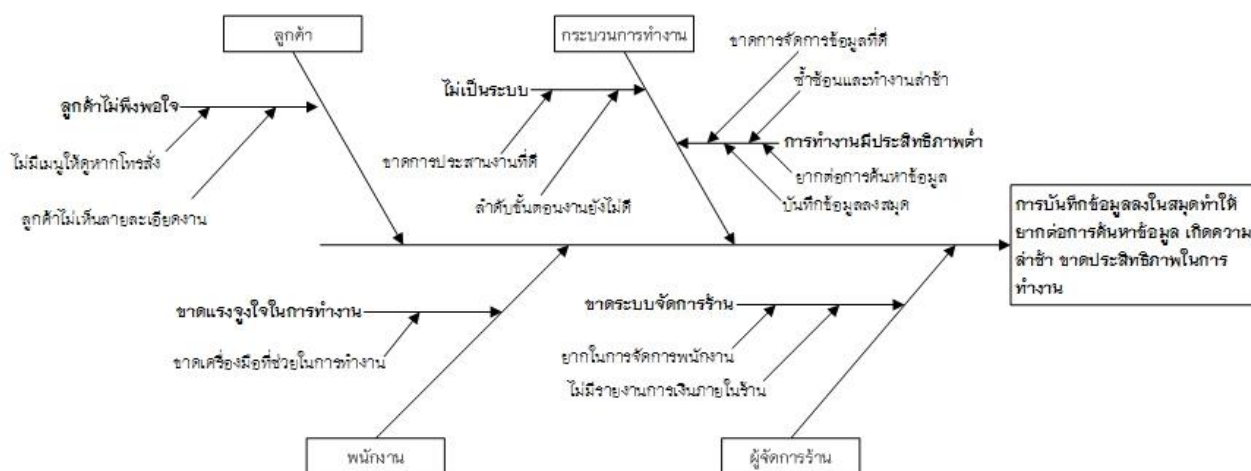 ลูกค้า
กระบวนการทำงาน
ขาดการจัดการข้อมูลที่ดี
ซ้ำซ้อนและทำงานล่าช้า
ไม่เป็นระบบ
ลูกค้าไม่พึงพอใจ
การทำงานมีประสิทธิภาพต่ำ
ไม่มีเมนูให้ดูหากโทรสั่ง
ขาดการประสานงานที่ดี
ยากต่อการค้นหาข้อมูล
ลูกค้าไม่เห็นลายละเอียดงาน
ลำดับขั้นตอนงานยังไม่ดี
บันทึกข้อมูลลงสมุด
การบันทึกข้อมูลลงในสมุดทำให้
ยากต่อการค้นหาข้อมูล เกิดความ
ล่าช้า ขาดประสิทธิภาพในการ
ทำงาน
ขาดแรงจูงใจในการทำงาน
ขาดระบบจัดการร้าน
ขาดเครื่องมือที่ช่วยในการทำงาน
ยากในการจัดการพนักงาน
ไม่มีรายงานการเงินภายในร้าน
พนักงาน
ผู้จัดการร้าน